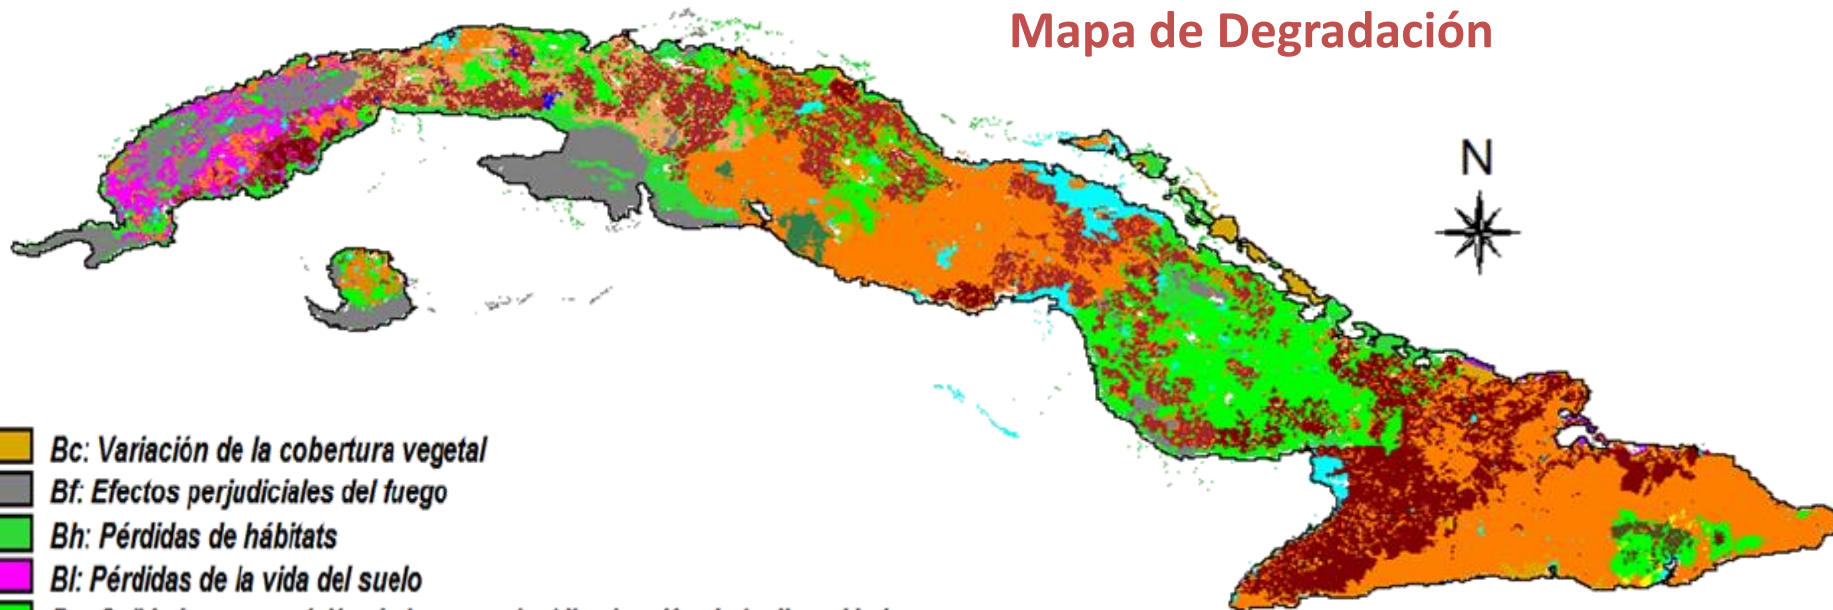 Mapa de Degradación
N
Bc: Variación de la cobertura vegetal
Bf: Efectos perjudiciales del fuego
Bh: Pérdidas de hábitats
Bl: Pérdidas de la vida del suelo